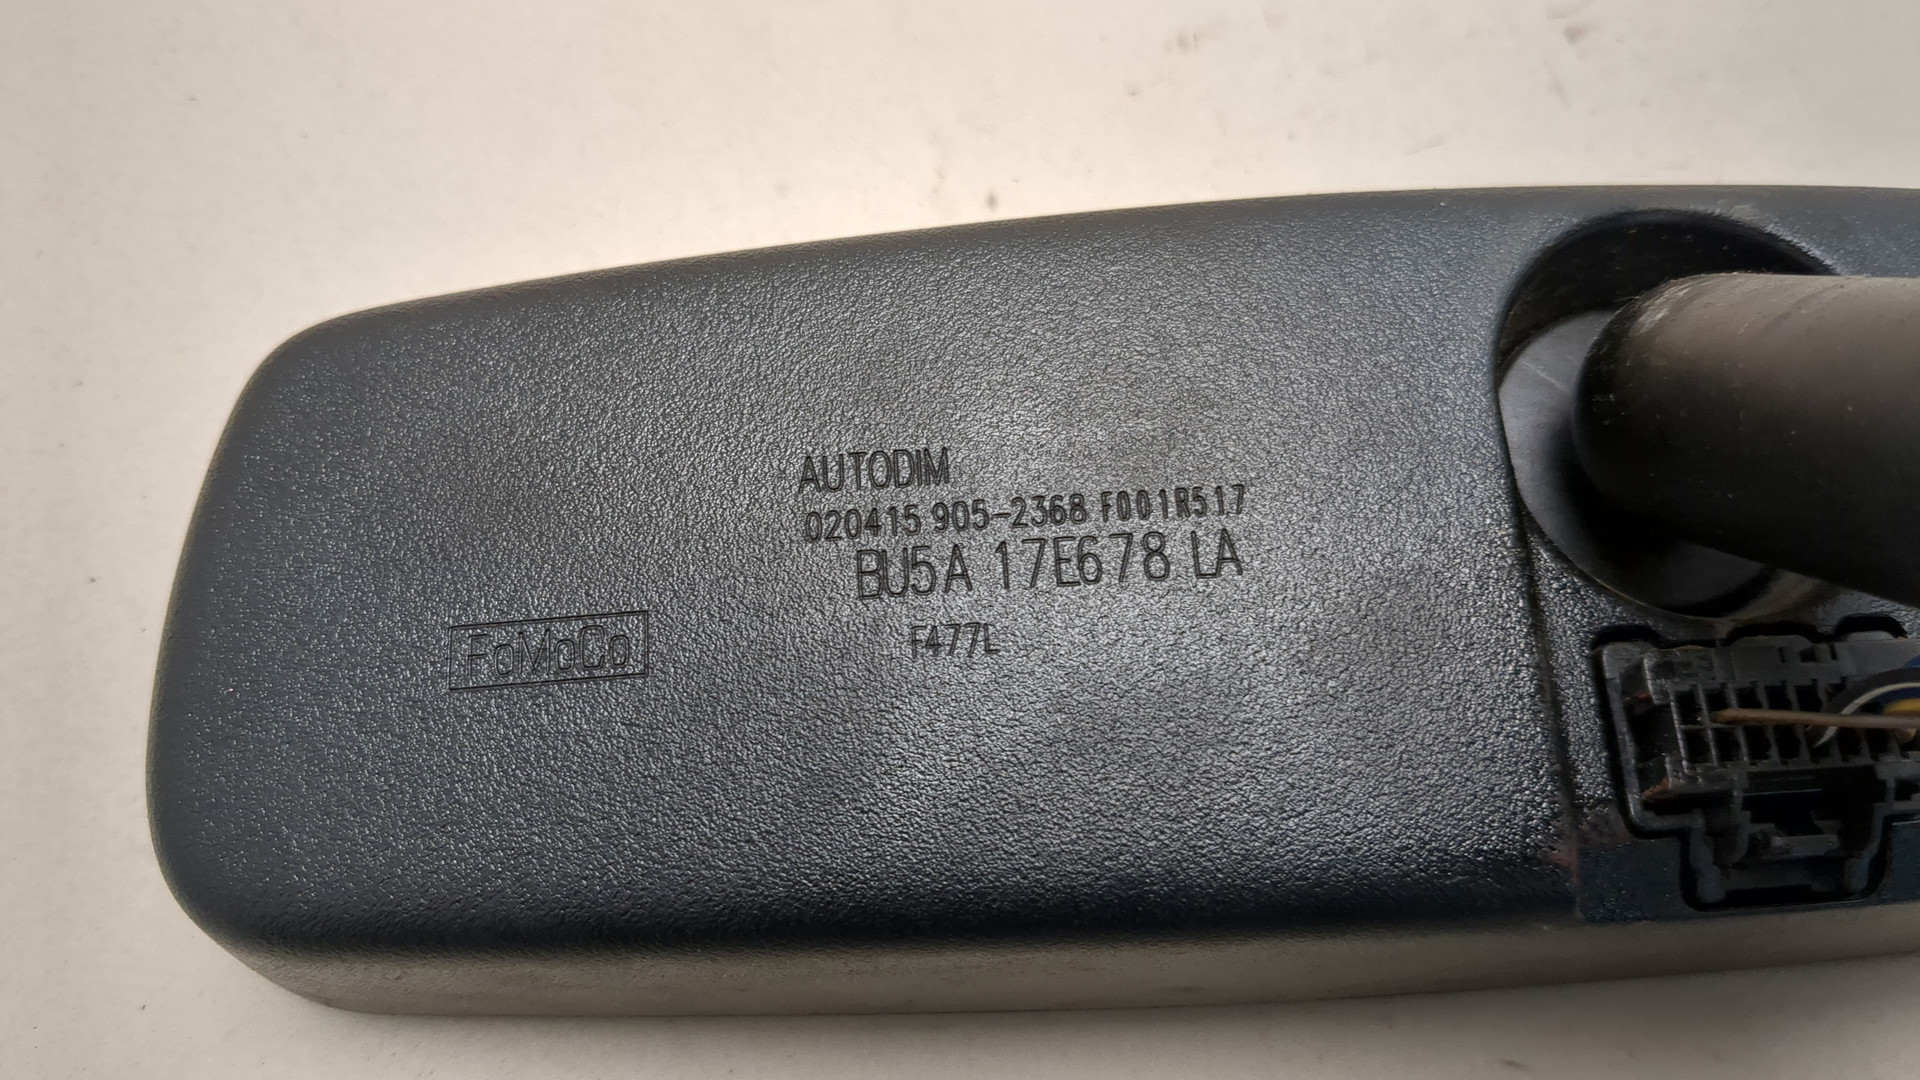 AUTODIM
020415 905-2368 F001R517
BU5A 17E678 LA
FoMoCo
F477L